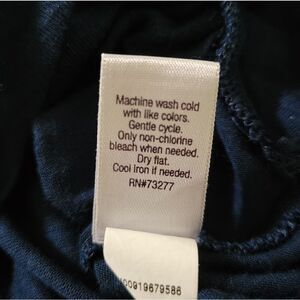 Machine wash cold
with like colors.
Gentle cycle.
Only non-chlorine
bleach when needed.
Dry flat.
Cool Iron if needed.
RN#73277
00919679586